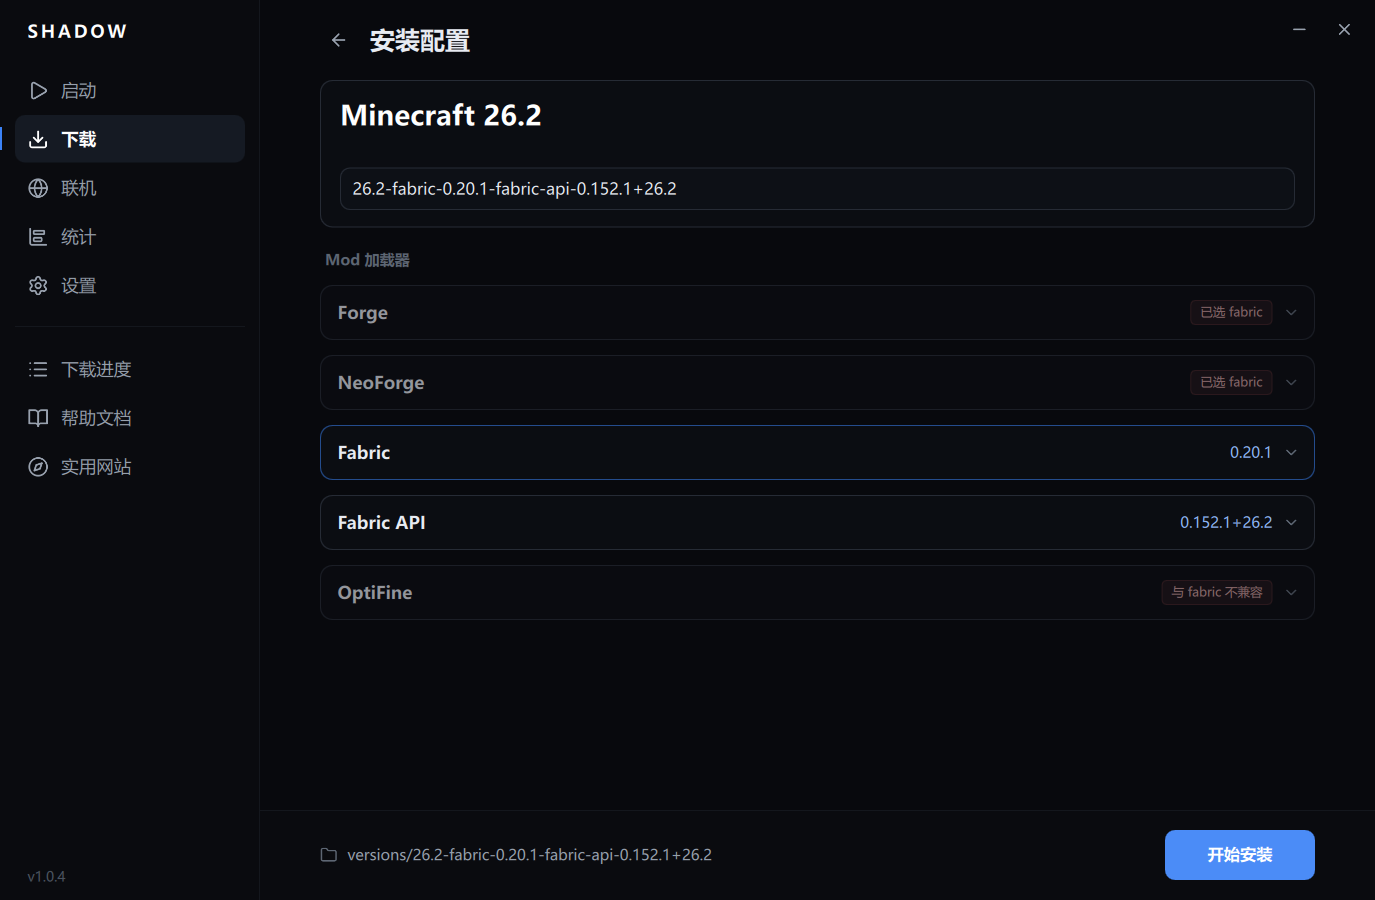 SHADOW
启动
下载
联机
统计
设置
下载进度
帮助文档
实用网站
v1.0.4
安装配置
Minecraft 26.2
26.2-fabric-0.20.1-fabric-api-0.152.1+26.2
Mod 加载器
Forge 已选 fabric
NeoForge 已选 fabric
Fabric 0.20.1
Fabric API 0.152.1+26.2
OptiFine 与 fabric 不兼容
versions/26.2-fabric-0.20.1-fabric-api-0.152.1+26.2
开始安装